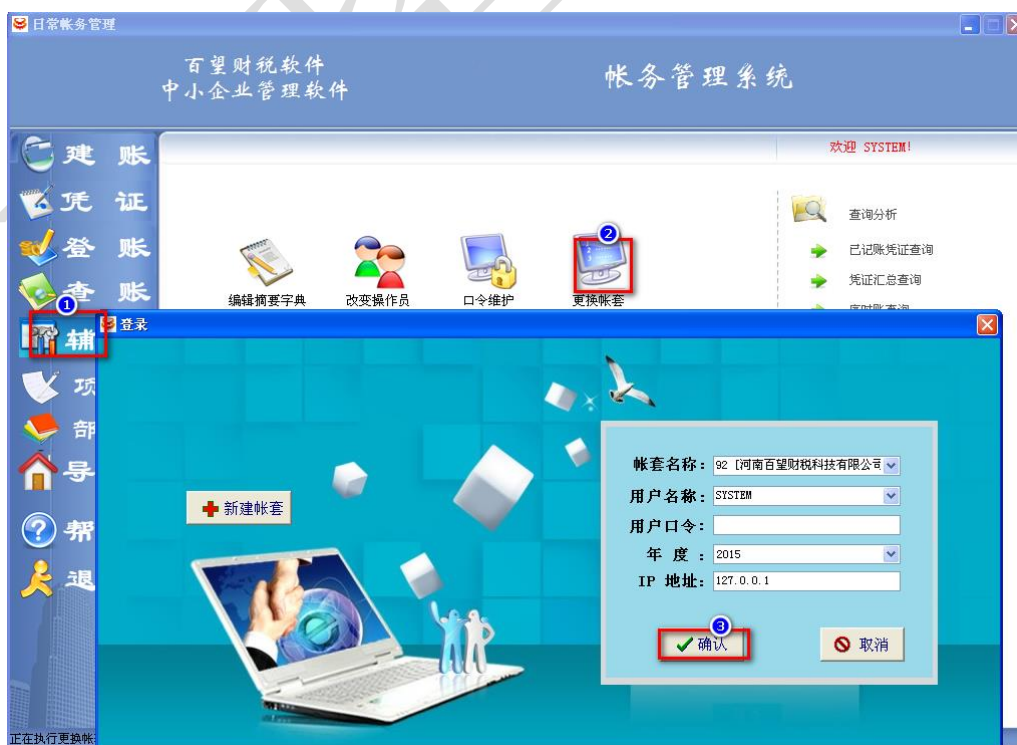 日常帐务管理
百望财税软件
中小企业管理软件
帐务管理系统
欢迎 SYSTEM!
建 账
凭 证
登 账
查 账
1
辅
项
部
导
帮
退
2
编辑摘要字典
改变操作员
口令维护
更换帐套
查询分析
已记账凭证查询
凭证汇总查询
登录
新建帐套
帐套名称: 92 [河南百望财税科技有限公司
用户名称: SYSTEM
用户口令:
年 度 : 2015
IP 地址: 127.0.0.1
3
确认
取消
正在执行更换帐